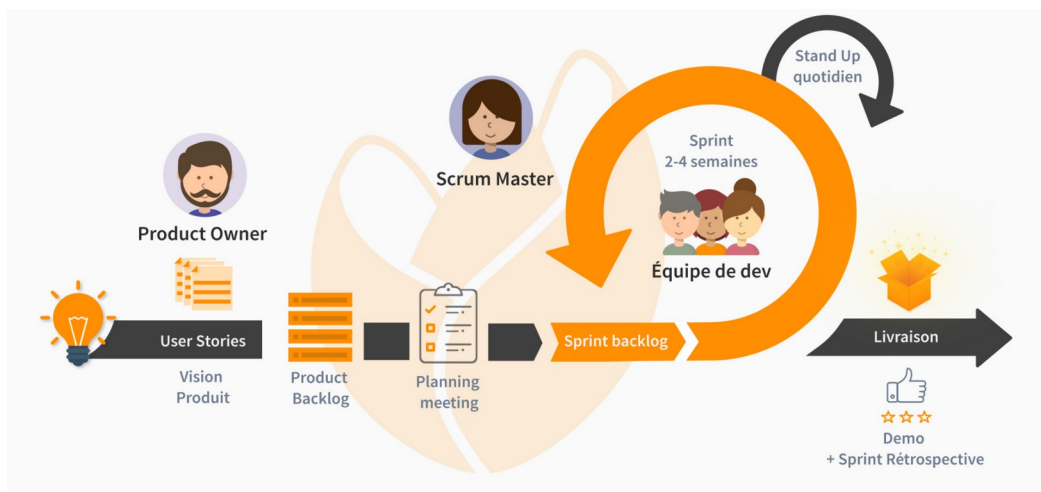 Stand Up
quotidien
Sprint
2-4 semaines
Scrum Master
Product Owner
Équipe de dev
User Stories
Sprint backlog
Livraison
Vision
Produit
Product
Backlog
Planning
meeting
Demo
+ Sprint Rétrospective